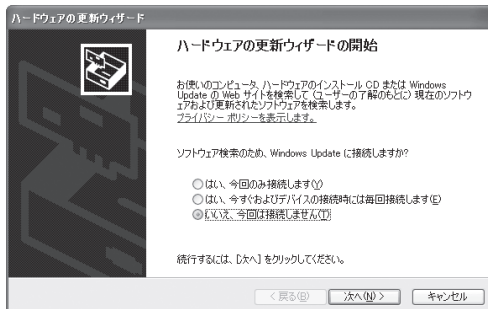 ハードウェアの更新ウィザード
ハードウェアの更新ウィザードの開始
お使いのコンピュータ、ハードウェアのインストール CD または Windows
Update の Web サイトを検索して (ユーザーの了解のもとに) 現在のソフトウ
ェアおよび更新されたソフトウェアを検索します。
プライバシー ポリシーを表示します。
ソフトウェア検索のため、Windows Update に接続しますか?
はい、今回のみ接続します(Y)
はい、今すぐおよびデバイスの接続時には毎回接続します(E)
いいえ、今回は接続しません(T)
続行するには、[次へ] をクリックしてください。
< 戻る(B) 次へ(N) > キャンセル